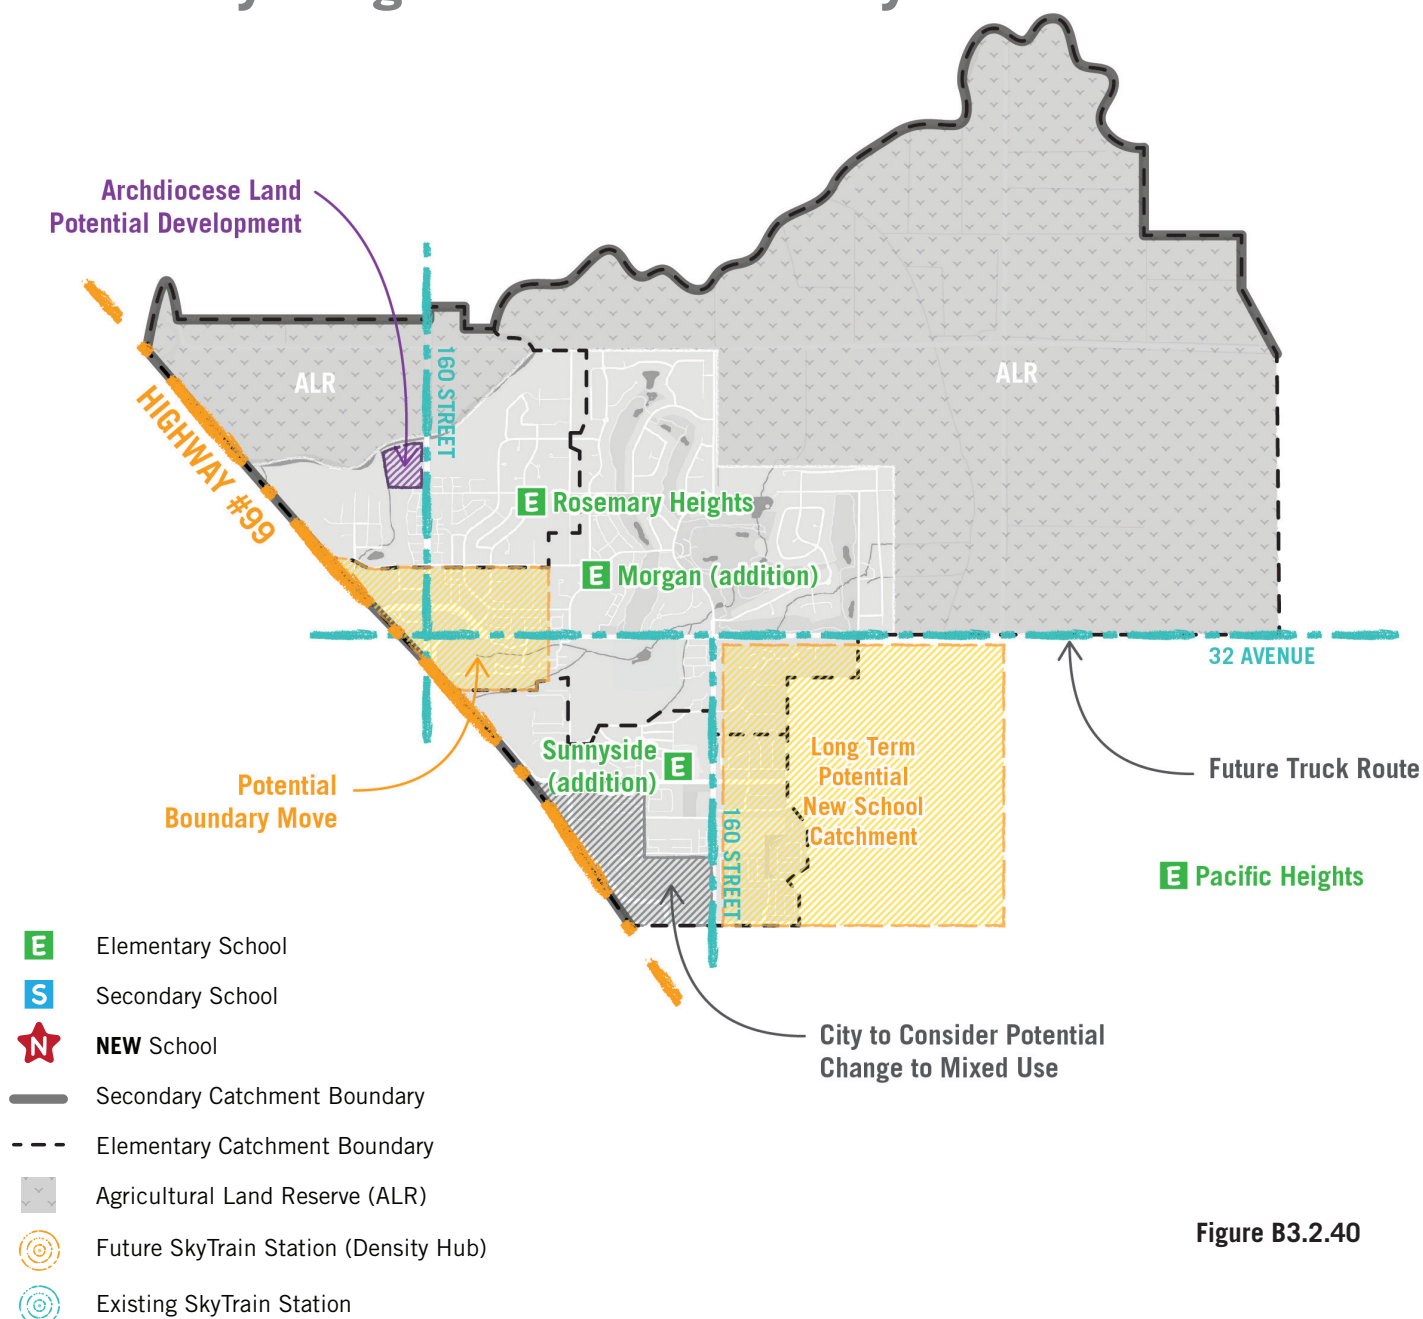 Archdiocese Land
Potential Development
160 STREET
ALR
ALR
HIGHWAY #99
E Rosemary Heights
E Morgan (addition)
32 AVENUE
Sunnyside
(addition) E
Long Term
Potential
New School
Catchment
Future Truck Route
Potential
Boundary Move
160 STREET
E Pacific Heights
City to Consider Potential
Change to Mixed Use
E Elementary School
S Secondary School
N NEW School
Secondary Catchment Boundary
Elementary Catchment Boundary
Agricultural Land Reserve (ALR)
Future SkyTrain Station (Density Hub)
Existing SkyTrain Station
Figure B3.2.40